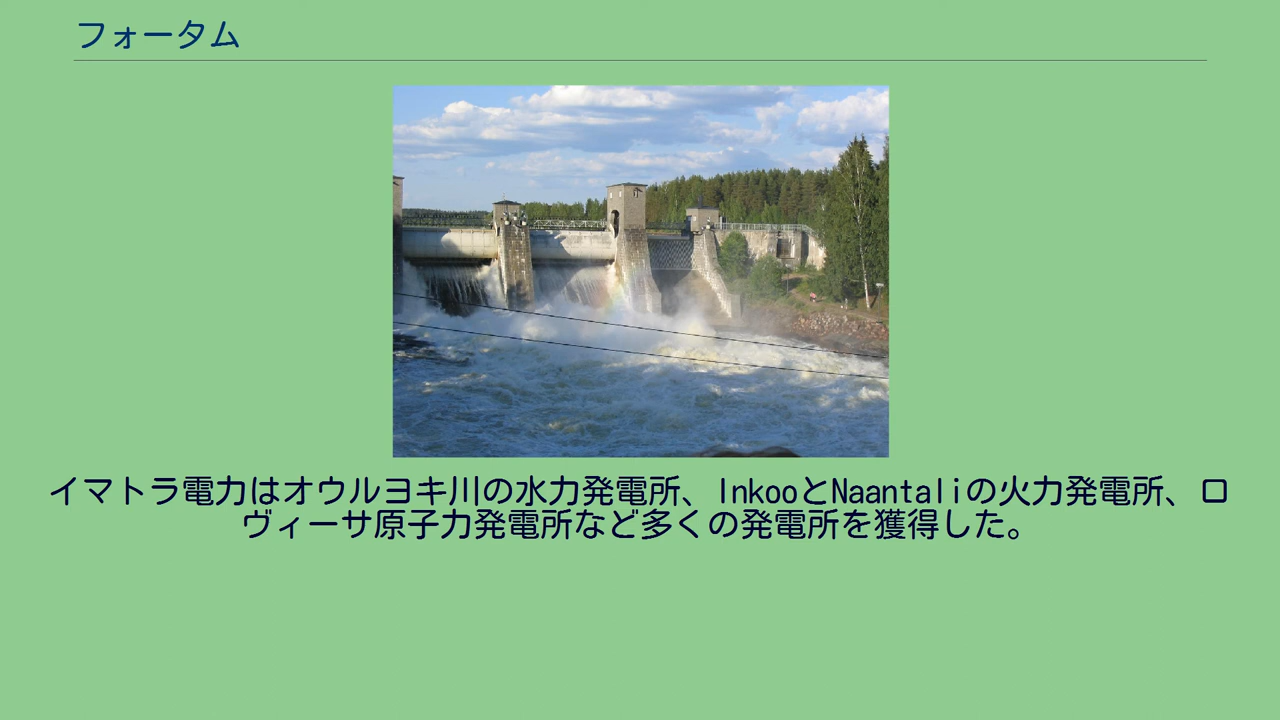 フォータム
イマトラ電力はオウルヨキ川の水力発電所、InkooとNaantaliの火力発電所、ロ
ヴィーサ原子力発電所など多くの発電所を獲得した。